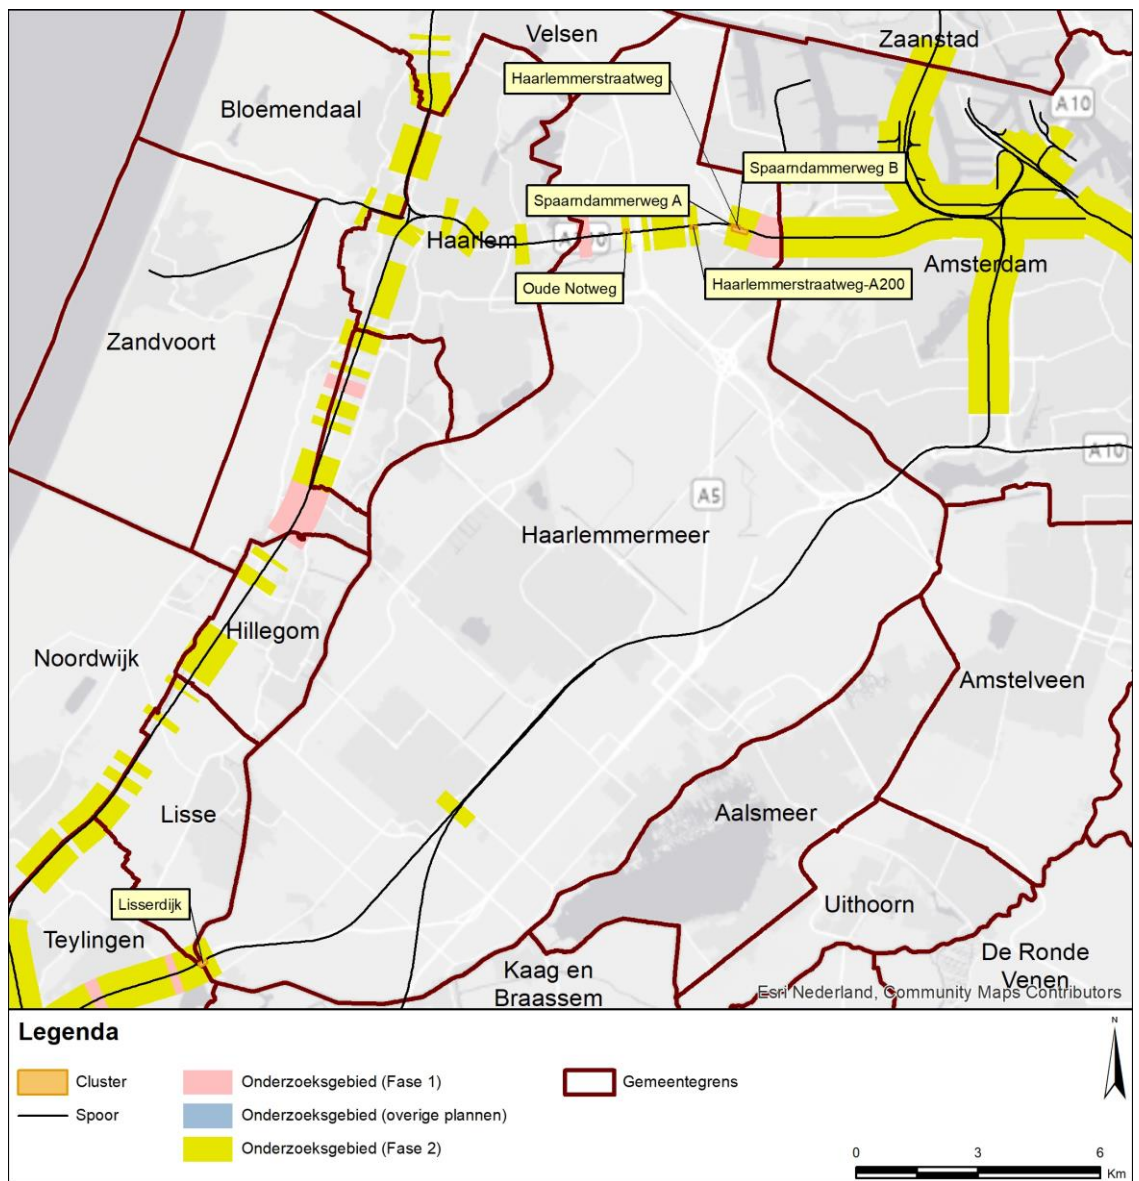 Velsen
Zaanstad
Haarlemmerstraatweg
Bloemendaal
A10
Spaarndammerweg B
Spaarndammerweg A
Haarlem
Amsterdam
Oude Notweg
Haarlemmerstraatweg-A200
Zandvoort
A10
A5
Haarlemmermeer
Hillegom
Noordwijk
Amstelveen
Lisse
Aalsmeer
Lisserdijk
Uithoorn
Teylingen
De Ronde
Venen
Kaag en
Braassem
Esri Nederland, Community Maps Contributors
Legenda
Cluster
Spoor
Onderzoeksgebied (Fase 1)
Onderzoeksgebied (overige plannen)
Onderzoeksgebied (Fase 2)
Gemeentegrens
N
0 3 6
Km